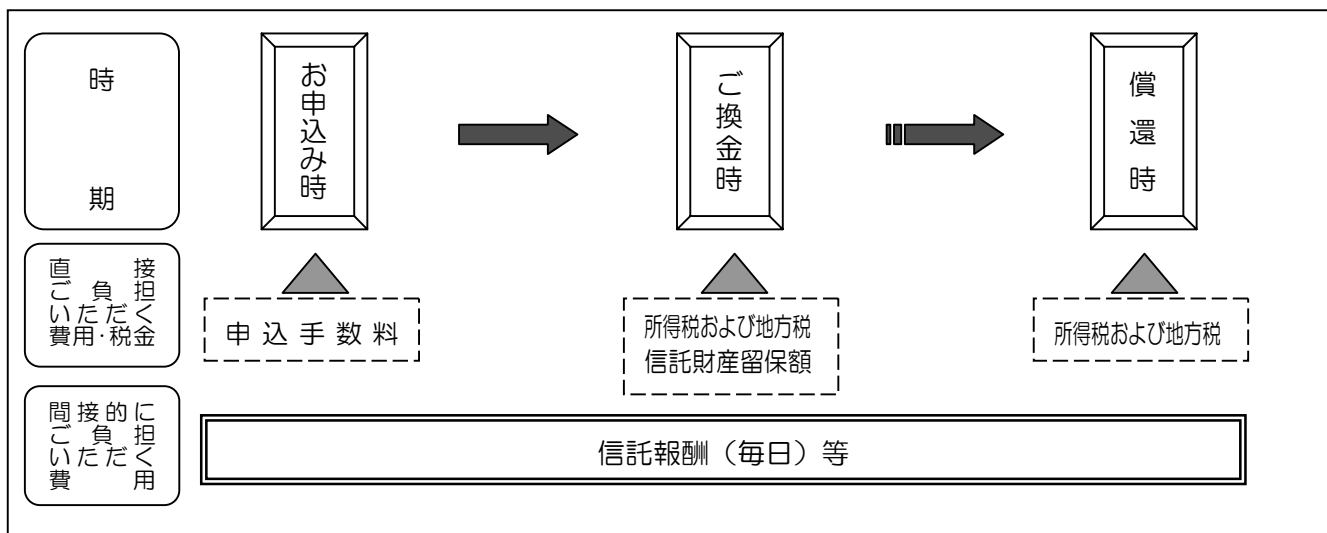 時
期
お申込み時
ご換金時
償還時
直接
ご負担
いただく
費用・税金
申込手数料
所得税および地方税
信託財産留保額
所得税および地方税
間接的に
ご負担
いただく
費用
信託報酬（毎日）等